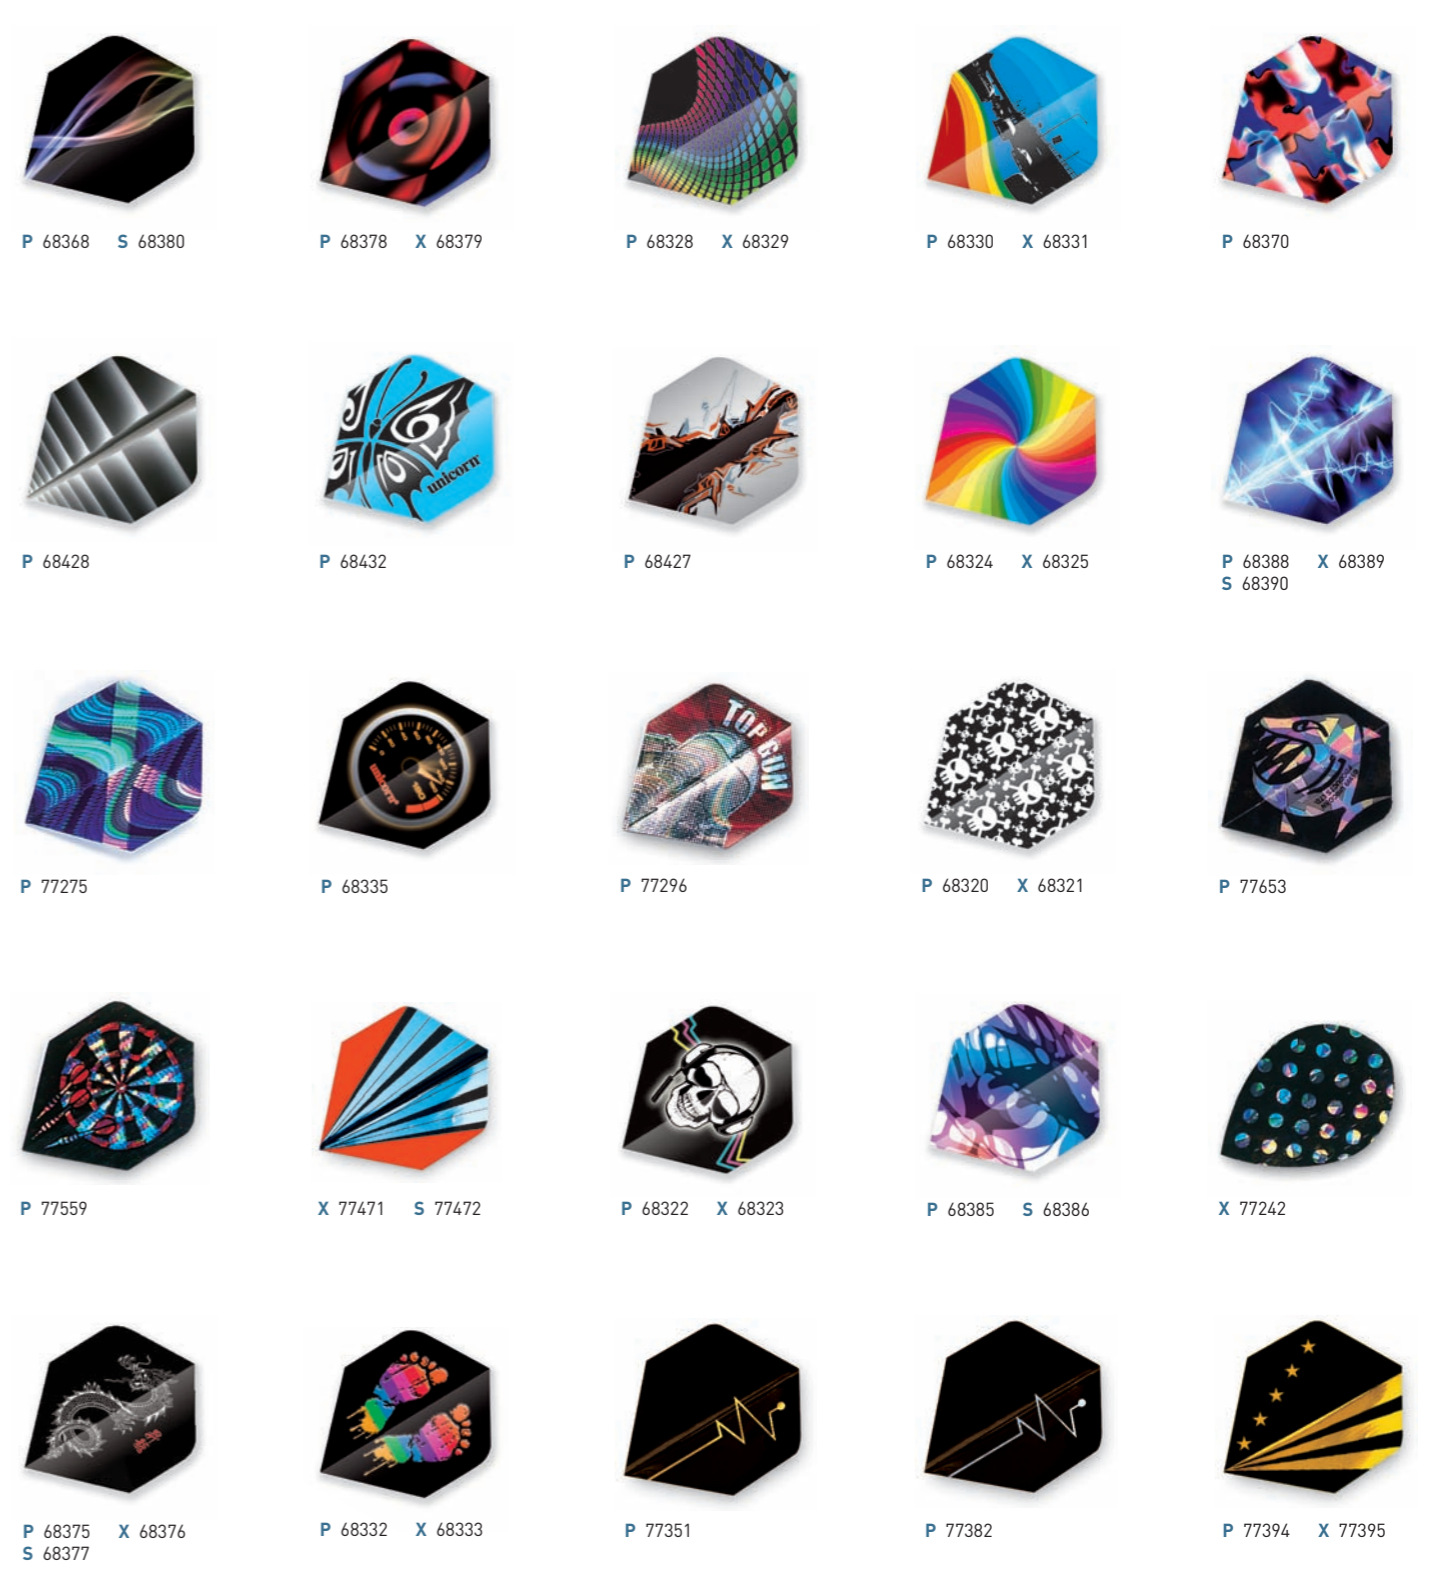 P 68368 S 68380
P 68378 X 68379
P 68328 X 68329
P 68330 X 68331
P 68370
unicorn
P 68428
P 68432
P 68427
P 68324 X 68325
P 68388 X 68389
S 68390
unicorn
TOP GUN
P 77275
P 68335
P 77296
P 68320 X 68321
P 77653
P 77559
X 77471 S 77472
P 68322 X 68323
P 68385 S 68386
X 77242
P 68375 X 68376
S 68377
P 68332 X 68333
P 77351
P 77382
P 77394 X 77395